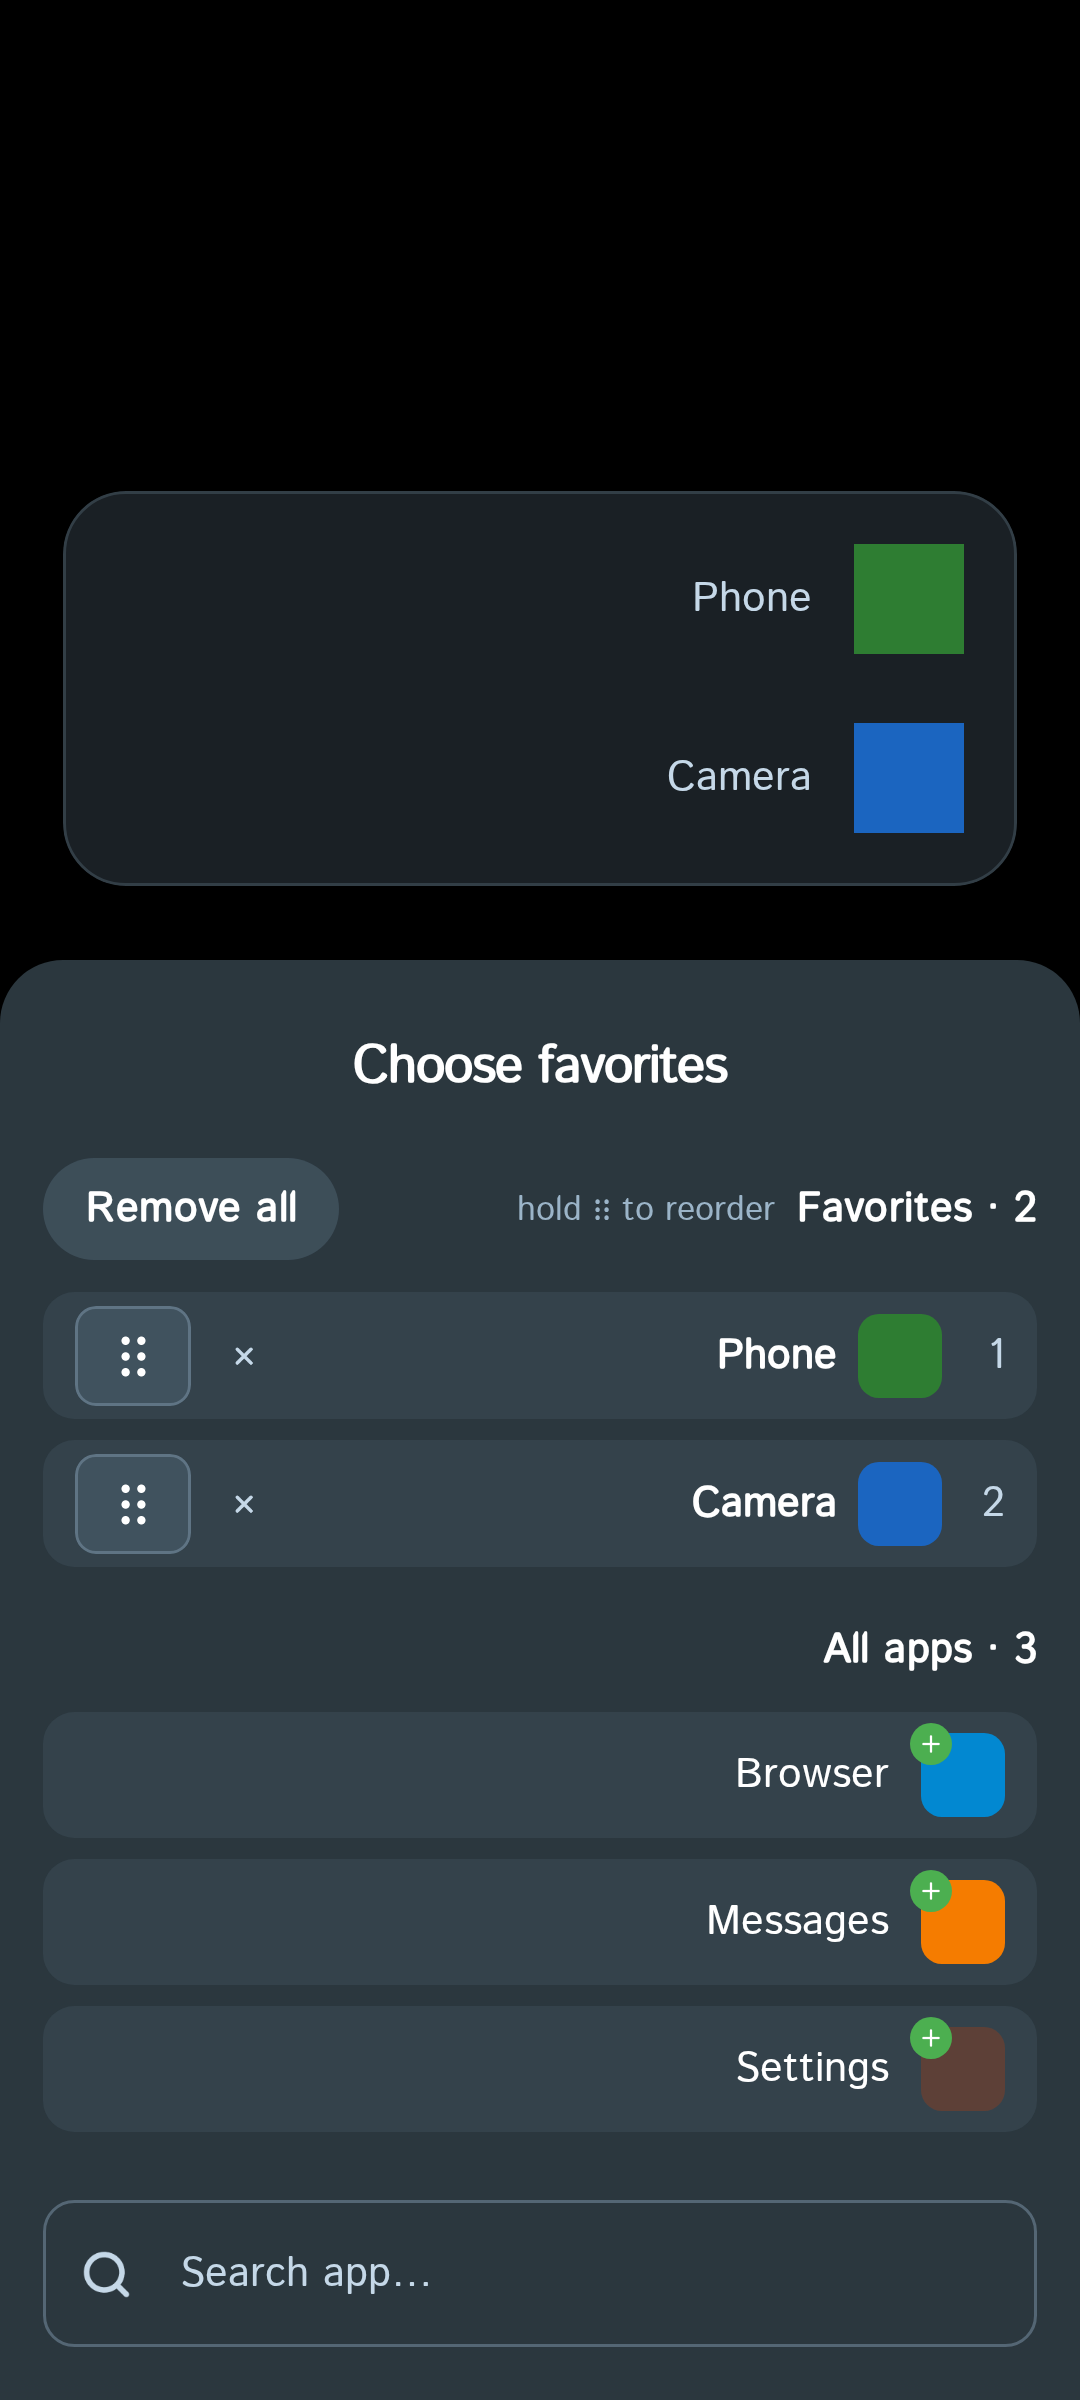 Phone
Camera
Choose favorites
Remove all hold ⠿ to reorder Favorites · 2
× Phone 1
× Camera 2
All apps · 3
Browser
Messages
Settings
Search app...